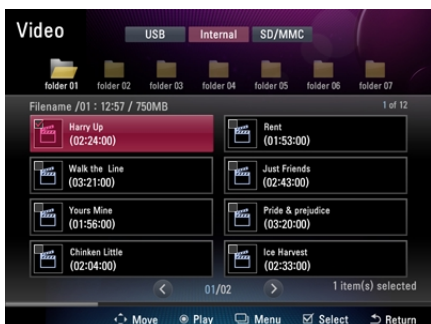 Video USB Internal SD/MMC
folder 01 folder 02 folder 03 folder 04 folder 05 folder 06 folder 07
Filename /01 : 12:57 / 750MB 1 of 12
Harry Up
(02:24:00)
Rent
(01:53:00)
Walk the Line
(03:21:00)
Just Friends
(02:43:00)
Yours Mine
(01:56:00)
Pride & prejudice
(03:20:00)
Chinken Little
(02:04:00)
Ice Harvest
(02:33:00)
01/02 1 item(s) selected
Move Play Menu Select Return